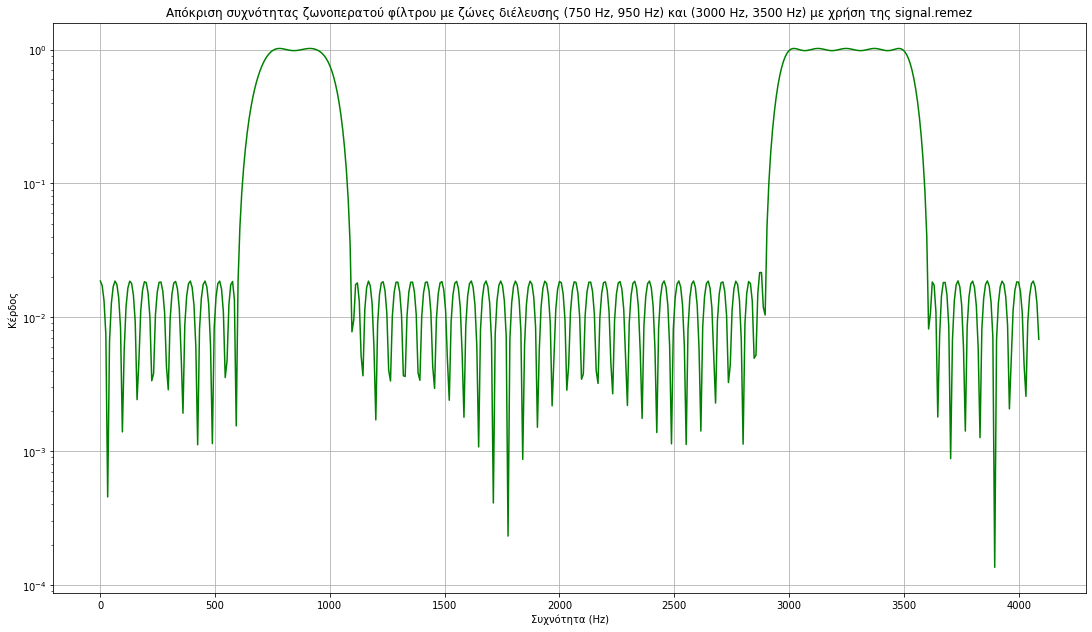 Απόκριση συχνότητας ζωνοπερατού φίλτρου με ζώνες διέλευσης (750 Hz, 950 Hz) και (3000 Hz, 3500 Hz) με χρήση της signal.remez
10⁰
10⁻¹
10⁻²
10⁻³
10⁻⁴
Κέρδος
0 500 1000 1500 2000 2500 3000 3500 4000
Συχνότητα (Hz)